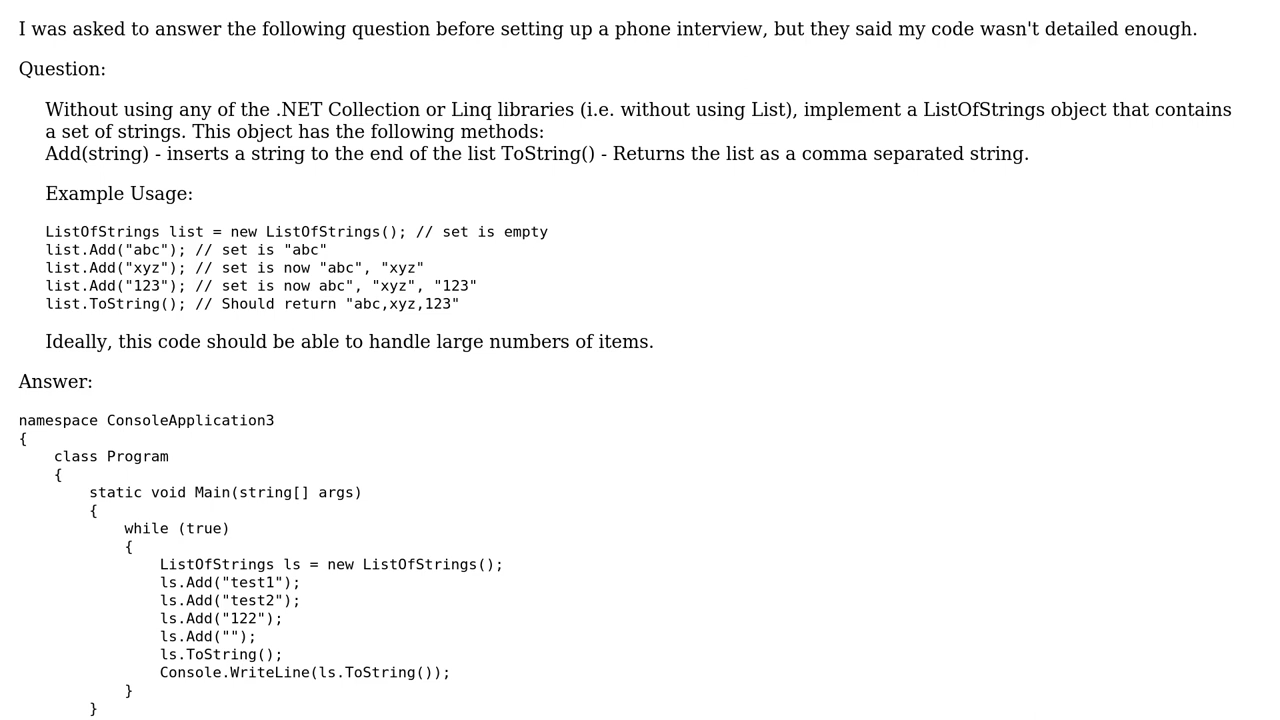 I was asked to answer the following question before setting up a phone interview, but they said my code wasn't detailed enough.
Question:
Without using any of the .NET Collection or Linq libraries (i.e. without using List), implement a ListOfStrings object that contains
a set of strings. This object has the following methods:
Add(string) - inserts a string to the end of the list ToString() - Returns the list as a comma separated string.
Example Usage:
ListOfStrings list = new ListOfStrings(); // set is empty
list.Add("abc"); // set is "abc"
list.Add("xyz"); // set is now "abc", "xyz"
list.Add("123"); // set is now abc", "xyz", "123"
list.ToString(); // Should return "abc,xyz,123"
Ideally, this code should be able to handle large numbers of items.
Answer:
namespace ConsoleApplication3
{
    class Program
    {
        static void Main(string[] args)
        {
            while (true)
            {
                ListOfStrings ls = new ListOfStrings();
                ls.Add("test1");
                ls.Add("test2");
                ls.Add("122");
                ls.Add("");
                ls.ToString();
                Console.WriteLine(ls.ToString());
            }
        }